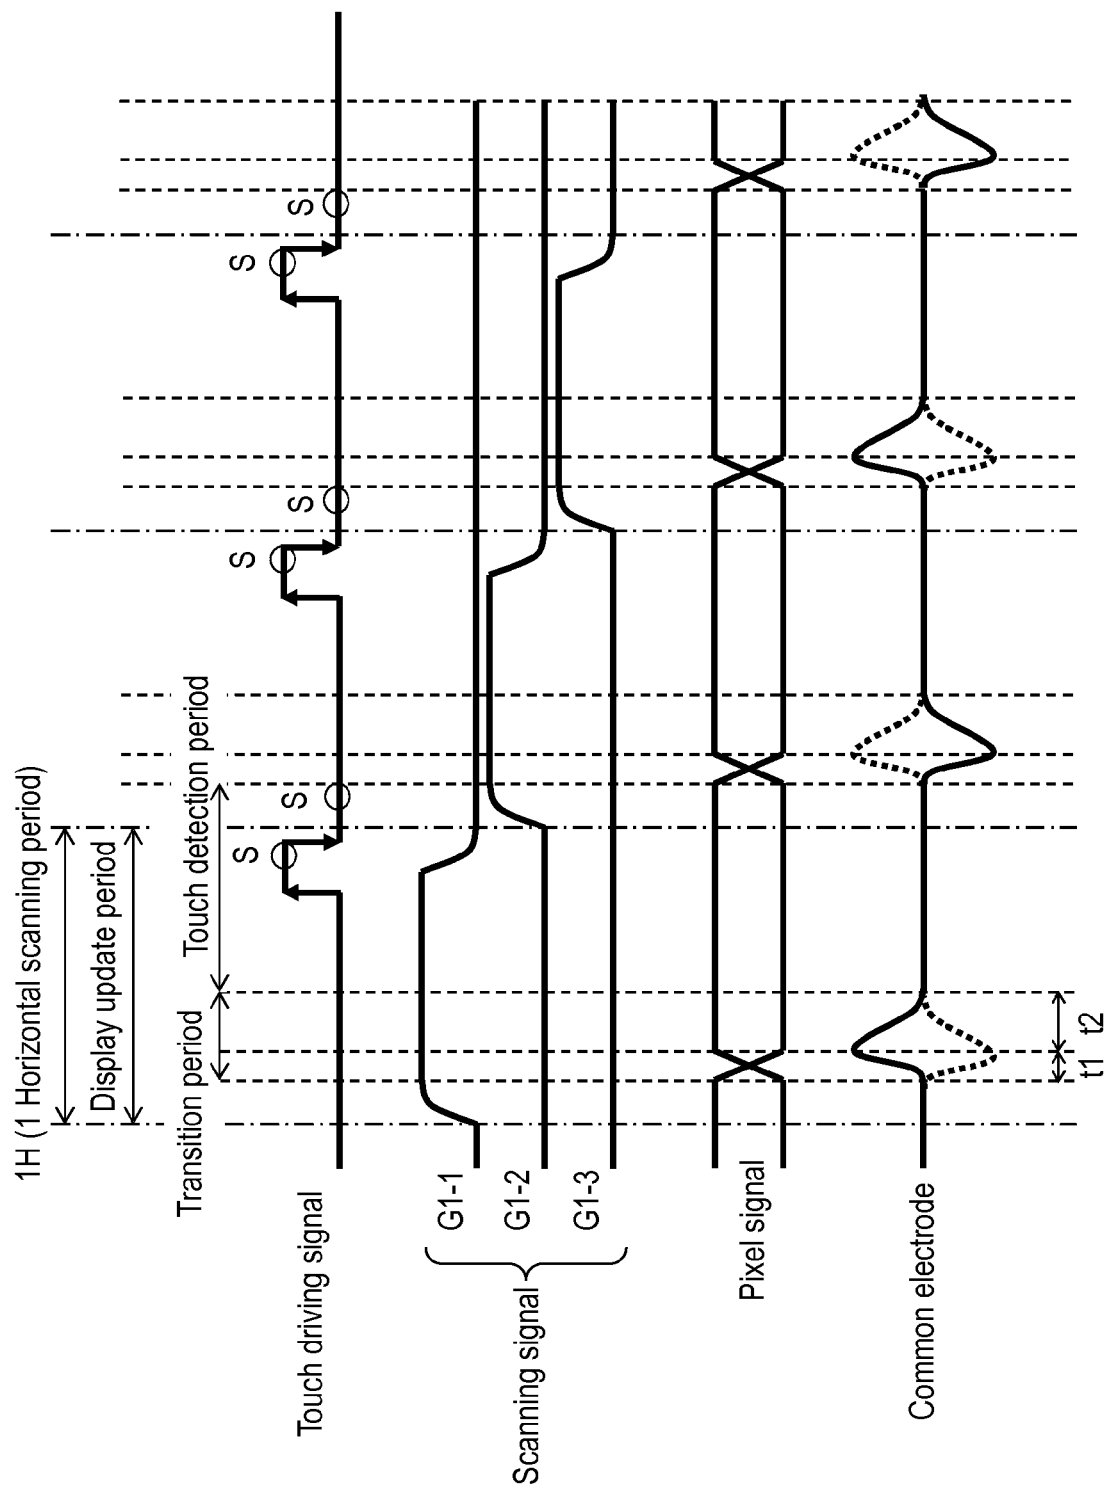 1H (1 Horizontal scanning period)
Display update period
Transition period
Touch detection period
S
S
S
S
S
S
Touch driving signal
G1-1
G1-2
G1-3
Scanning signal
Pixel signal
Common electrode
t1
t2